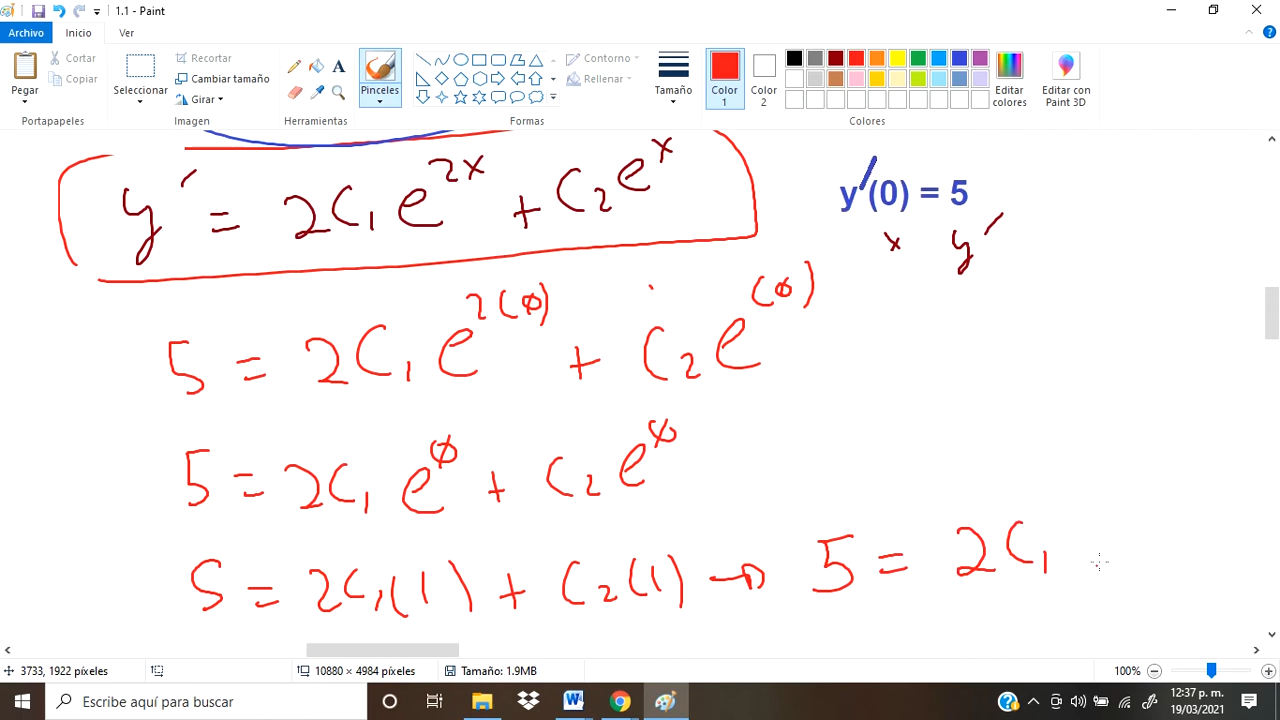 1.1 - Paint
Archivo Inicio Ver
Pegar
Cortar
Copiar
Portapapeles
Seleccionar
Recortar
Cambiar tamaño
Girar
Imagen
A
Herramientas
Pinceles
Contorno
Rellenar
Formas
Tamaño
Color 1
Color 2
Editar colores
Editar con Paint 3D
Colores
y' = 2C₁e^2x + C₂e^x
y'(0) = 5
x y'
5 = 2C₁e^2(0) + C₂e^(0)
5 = 2C₁e^0 + C₂e^0
5 = 2C₁(1) + C₂(1) → 5 = 2C₁
3733, 1922 píxeles 10880 × 4984 píxeles Tamaño: 1.9MB 100%
Escribe aquí para buscar
12:37 p. m.
19/03/2021